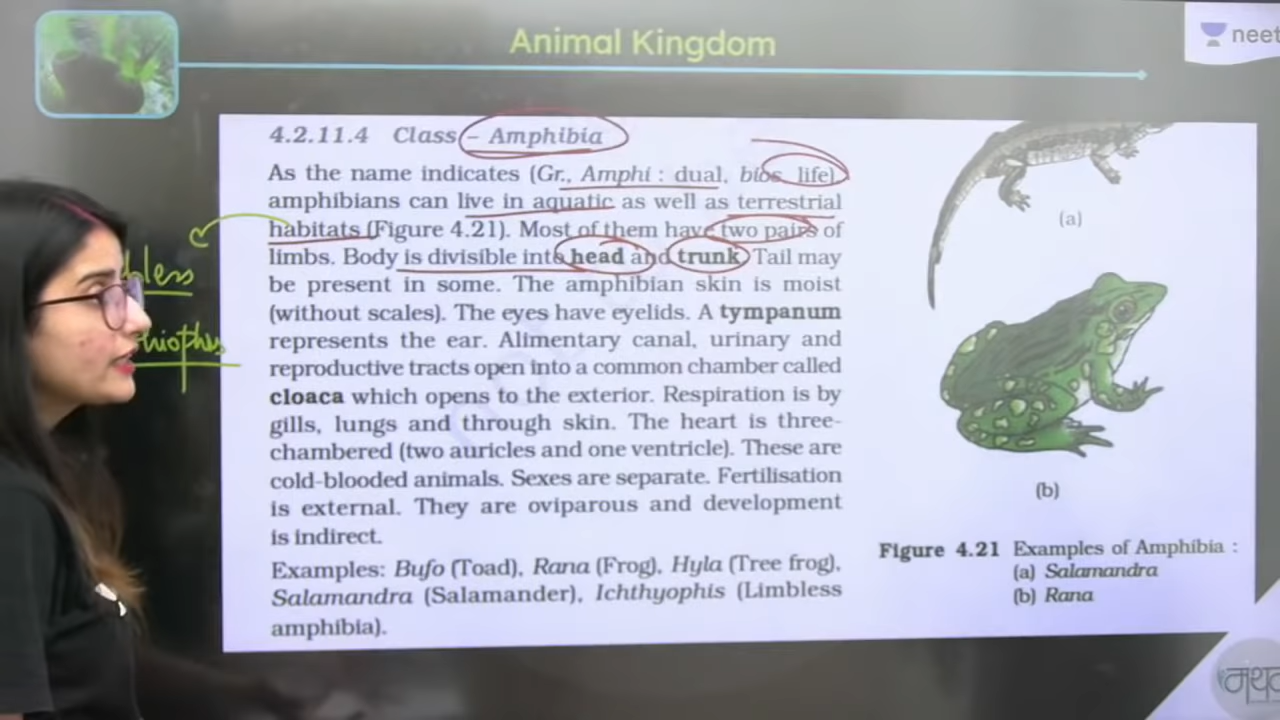 Animal Kingdom
neet
4.2.11.4 Class – Amphibia
As the name indicates (Gr., Amphi : dual, bios, life),
amphibians can live in aquatic as well as terrestrial
habitats (Figure 4.21). Most of them have two pairs of
limbs. Body is divisible into head and trunk. Tail may
be present in some. The amphibian skin is moist
(without scales). The eyes have eyelids. A tympanum
represents the ear. Alimentary canal, urinary and
reproductive tracts open into a common chamber called
cloaca which opens to the exterior. Respiration is by
gills, lungs and through skin. The heart is three-
chambered (two auricles and one ventricle). These are
cold-blooded animals. Sexes are separate. Fertilisation
is external. They are oviparous and development
is indirect.
Examples: Bufo (Toad), Rana (Frog), Hyla (Tree frog),
Salamandra (Salamander), Ichthyophis (Limbless
amphibia).
(a)
(b)
Figure 4.21 Examples of Amphibia :
(a) Salamandra
(b) Rana